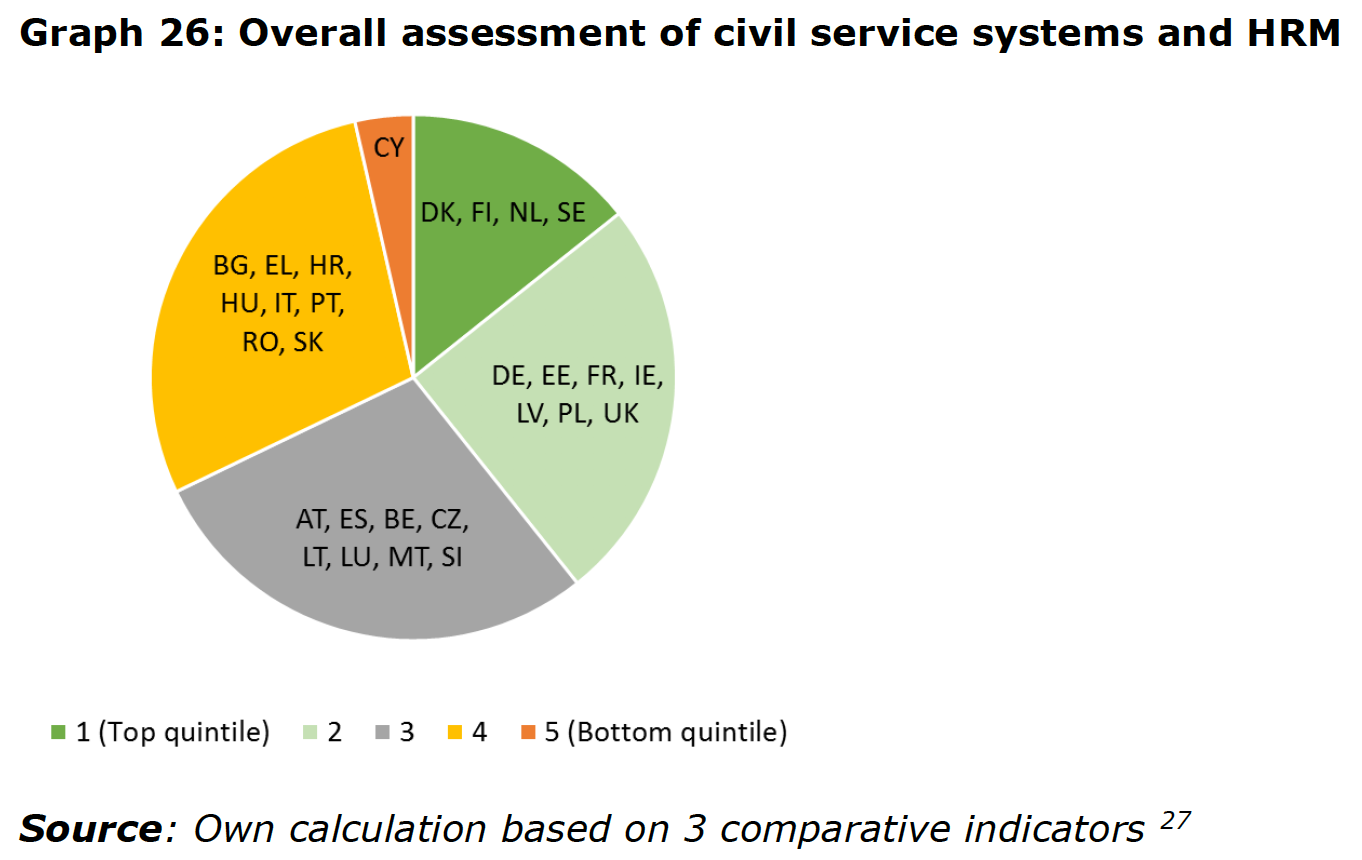 Graph 26: Overall assessment of civil service systems and HRM
CY
DK, FI, NL, SE
BG, EL, HR,
HU, IT, PT,
RO, SK
DE, EE, FR, IE,
LV, PL, UK
AT, ES, BE, CZ,
LT, LU, MT, SI
1 (Top quintile) 2 3 4 5 (Bottom quintile)
Source: Own calculation based on 3 comparative indicators 27